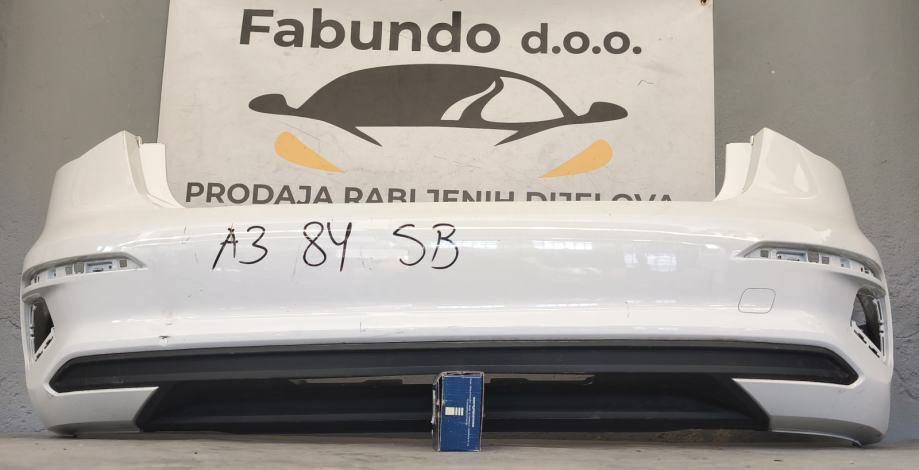 Fabundo d.o.o.
PRODAJA RABLJENIH DIJELOVA
A3 8Y SB